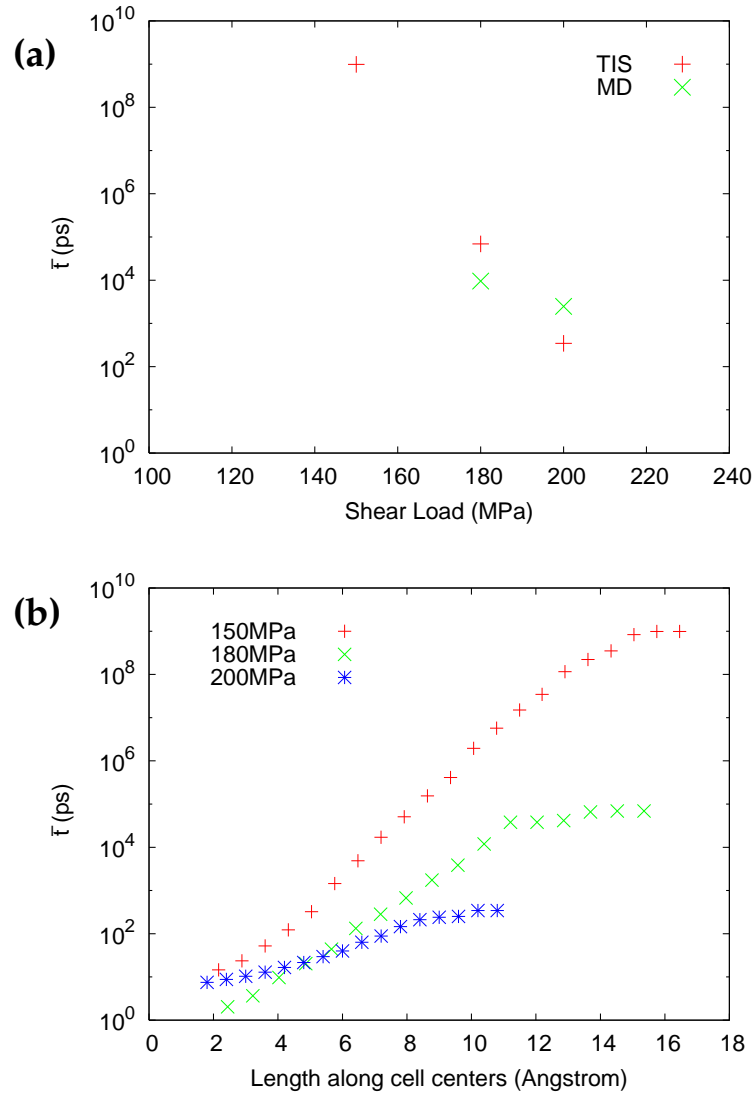 (a)
10^10
10^8
10^6
10^4
10^2
10^0
t̄ (ps)
TIS
MD
100 120 140 160 180 200 220 240
Shear Load (MPa)
(b)
10^10
10^8
10^6
10^4
10^2
10^0
t̄ (ps)
150MPa
180MPa
200MPa
0 2 4 6 8 10 12 14 16 18
Length along cell centers (Angstrom)